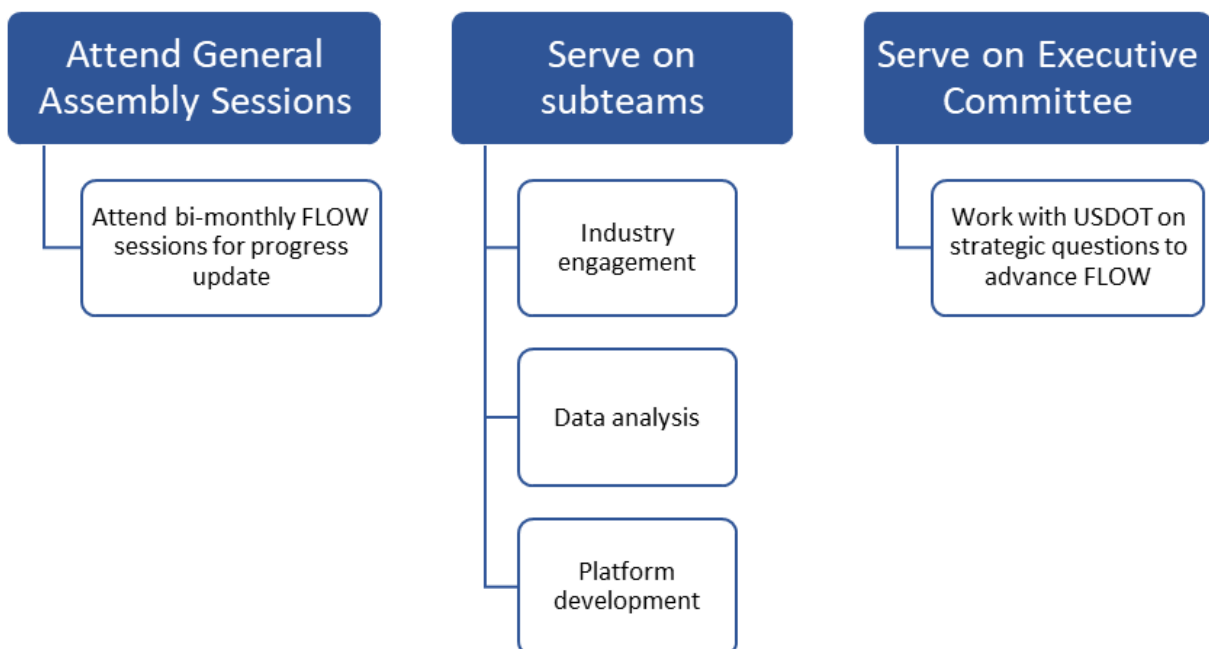 Attend General
Assembly Sessions
Attend bi-monthly FLOW
sessions for progress
update
Serve on
subteams
Industry
engagement
Data analysis
Platform
development
Serve on Executive
Committee
Work with USDOT on
strategic questions to
advance FLOW